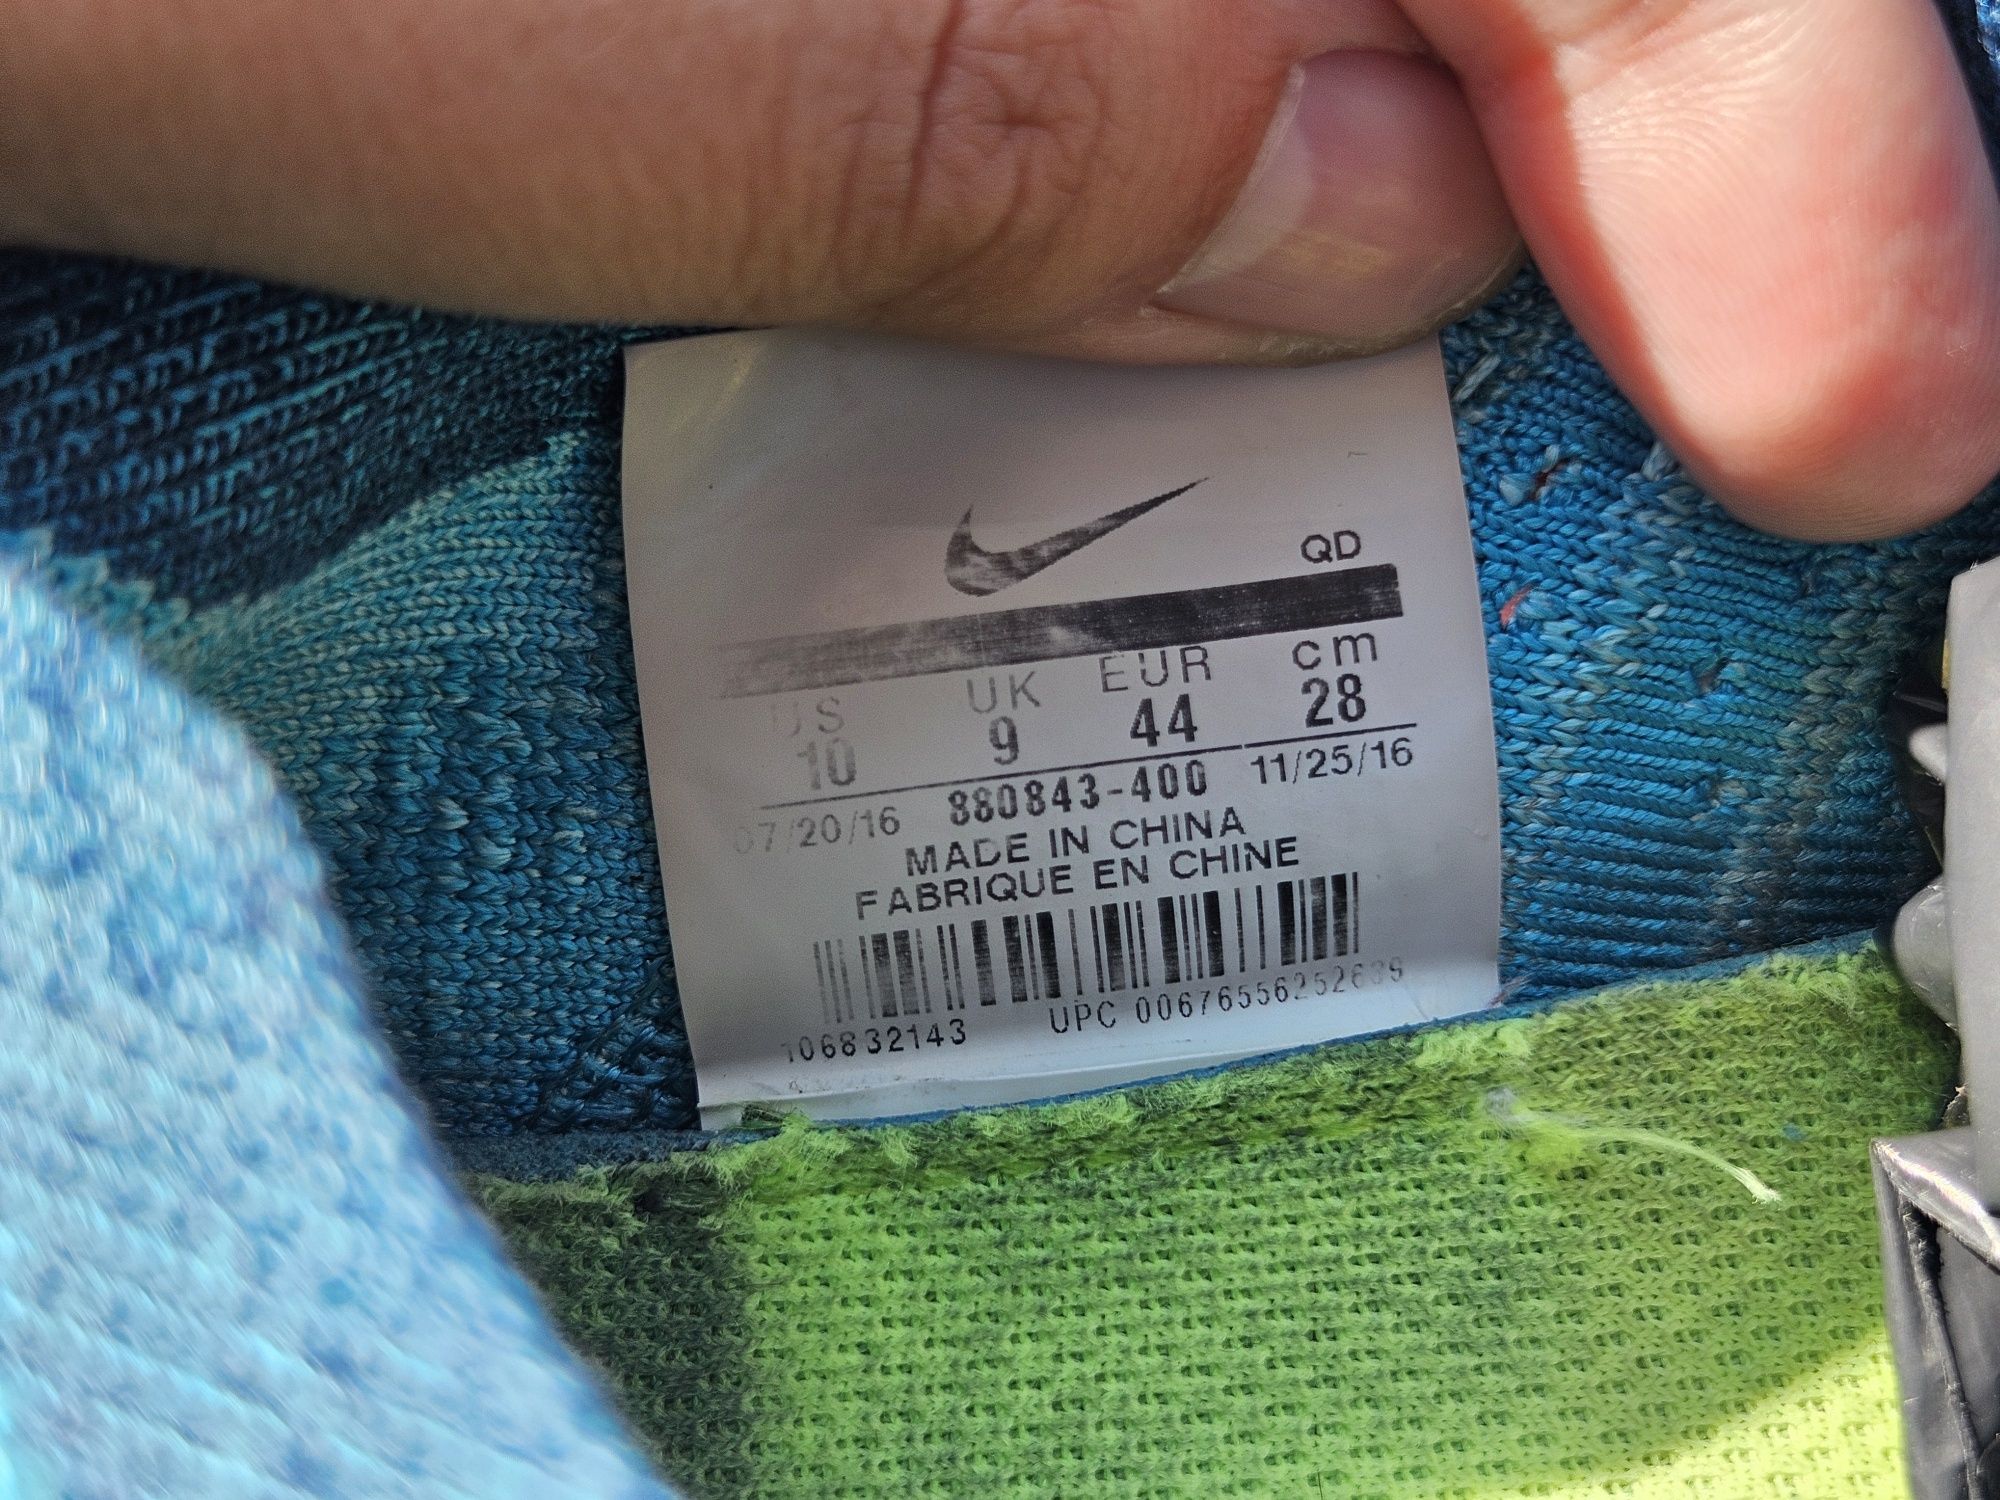 QD
US UK EUR cm
10 9 44 28
07/20/16 880843-400 11/25/16
MADE IN CHINA
FABRIQUE EN CHINE
106832143 UPC 00676556252639